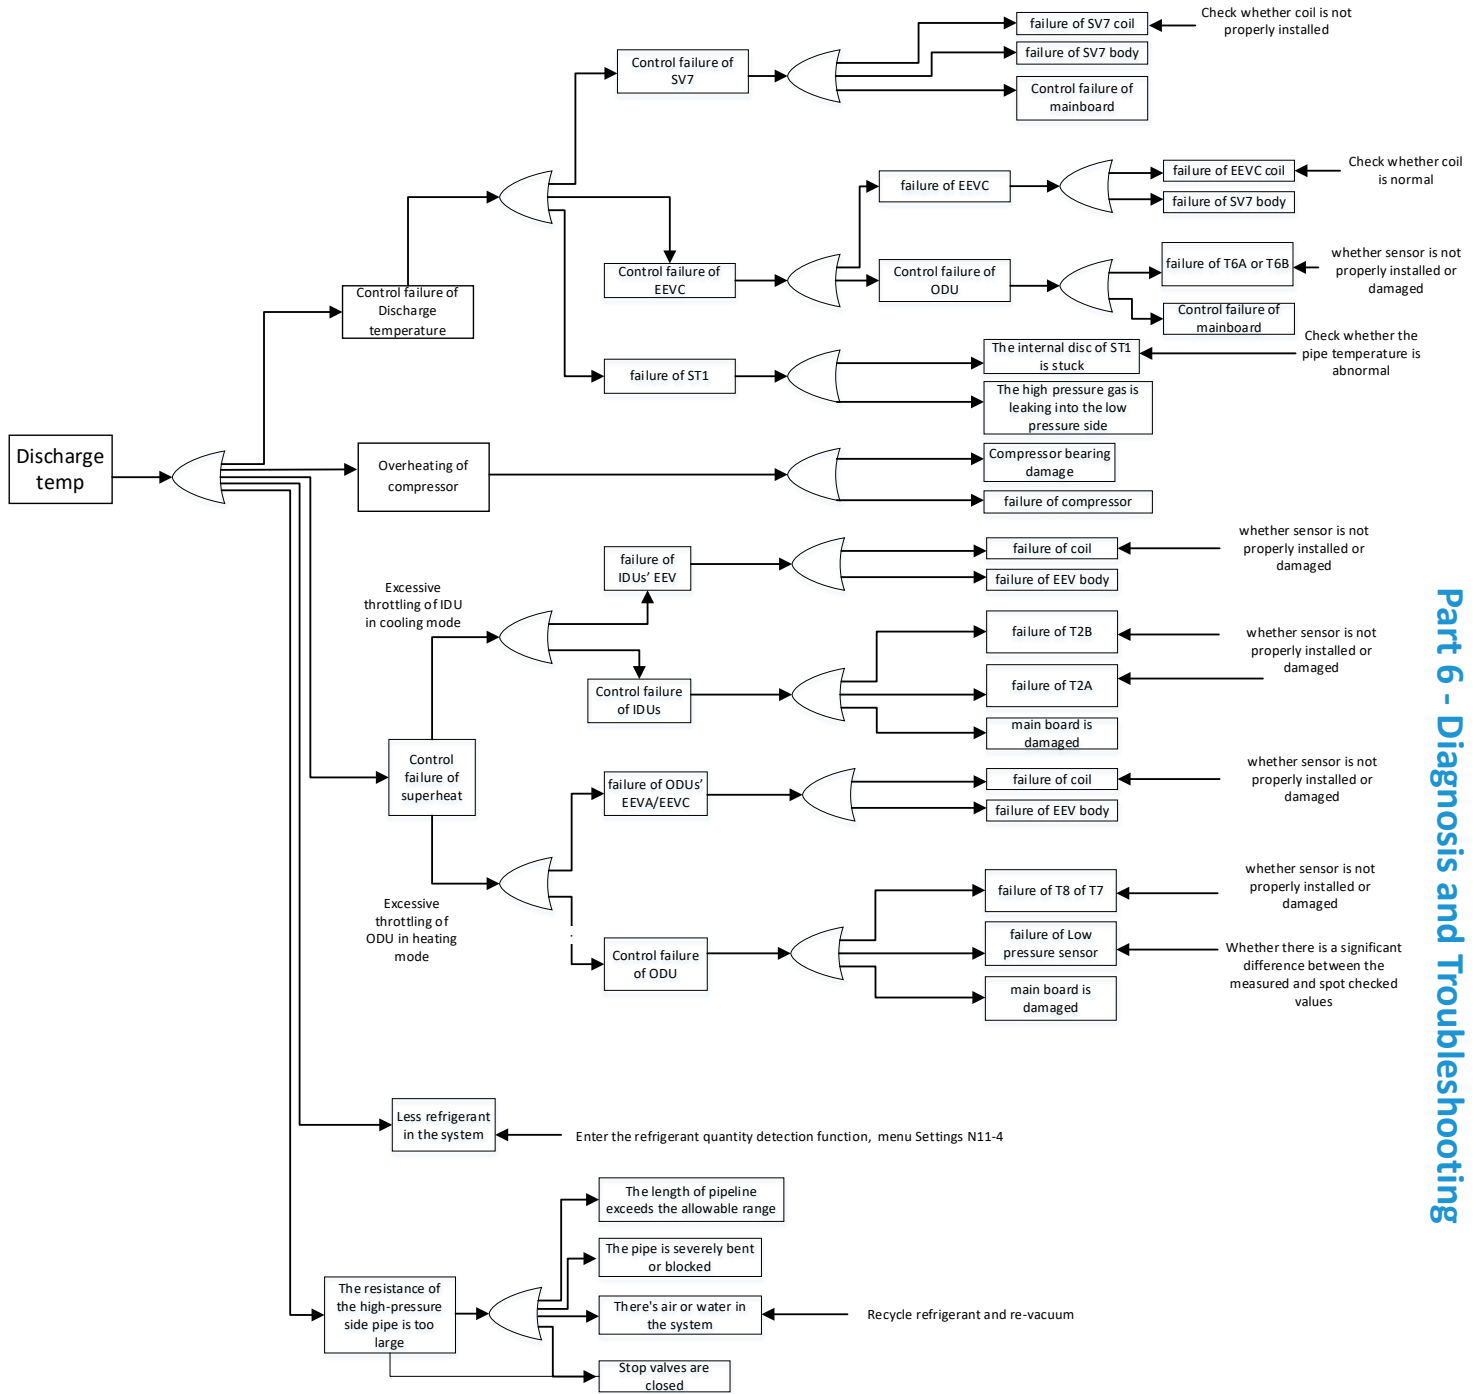 Check whether coil is not
properly installed
failure of SV7 coil
failure of SV7 body
Control failure of
SV7
Control failure of
mainboard
Check whether coil
is normal
failure of EEVC coil
failure of EEVC
failure of SV7 body
whether sensor is not
properly installed or
damaged
failure of T6A or T6B
Control failure of
EEVC
Control failure of
ODU
Control failure of
mainboard
Control failure of
Discharge
temperature
Check whether the
pipe temperature is
abnormal
The internal disc of ST1
is stuck
failure of ST1
The high pressure gas is
leaking into the low
pressure side
Discharge
temp
Overheating of
compressor
Compressor bearing
damage
failure of compressor
whether sensor is not
properly installed or
damaged
failure of
IDUs’ EEV
failure of coil
failure of EEV body
Excessive
throttling of IDU
in cooling mode
failure of T2B
whether sensor is not
properly installed or
damaged
Control failure
of IDUs
failure of T2A
main board is
damaged
Control
failure of
superheat
failure of ODUs’
EEVA/EEVC
failure of coil
whether sensor is not
properly installed or
damaged
failure of EEV body
whether sensor is not
properly installed or
damaged
failure of T8 of T7
Excessive
throttling of
ODU in heating
mode
Control failure
of ODU
failure of Low
pressure sensor
Whether there is a significant
difference between the
measured and spot checked
values
main board is
damaged
Less refrigerant
in the system
Enter the refrigerant quantity detection function, menu Settings N11-4
The length of pipeline
exceeds the allowable range
The pipe is severely bent
or blocked
The resistance of
the high-pressure
side pipe is too
large
There's air or water in
the system
Recycle refrigerant and re-vacuum
Stop valves are
closed
Part 6 - Diagnosis and Troubleshooting